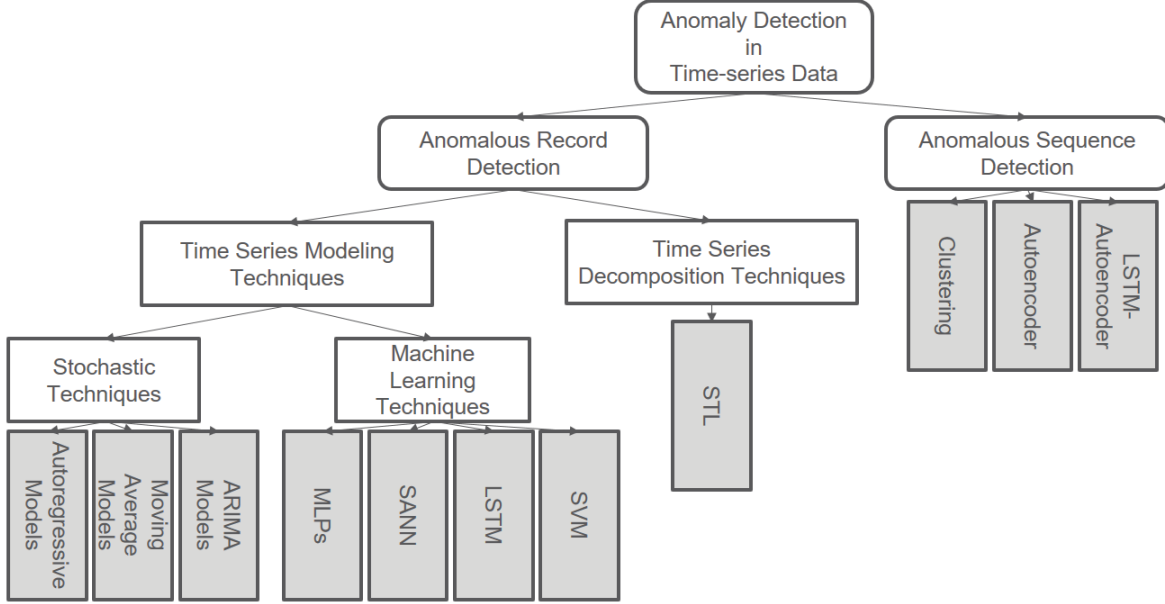 Anomaly Detection
in
Time-series Data
Anomalous Record
Detection
Anomalous Sequence
Detection
Time Series Modeling
Techniques
Time Series
Decomposition Techniques
Clustering
Autoencoder
LSTM-
Autoencoder
Stochastic
Techniques
Machine
Learning
Techniques
STL
Autoregressive
Models
Moving
Average
Models
ARIMA
Models
MLPs
SANN
LSTM
SVM